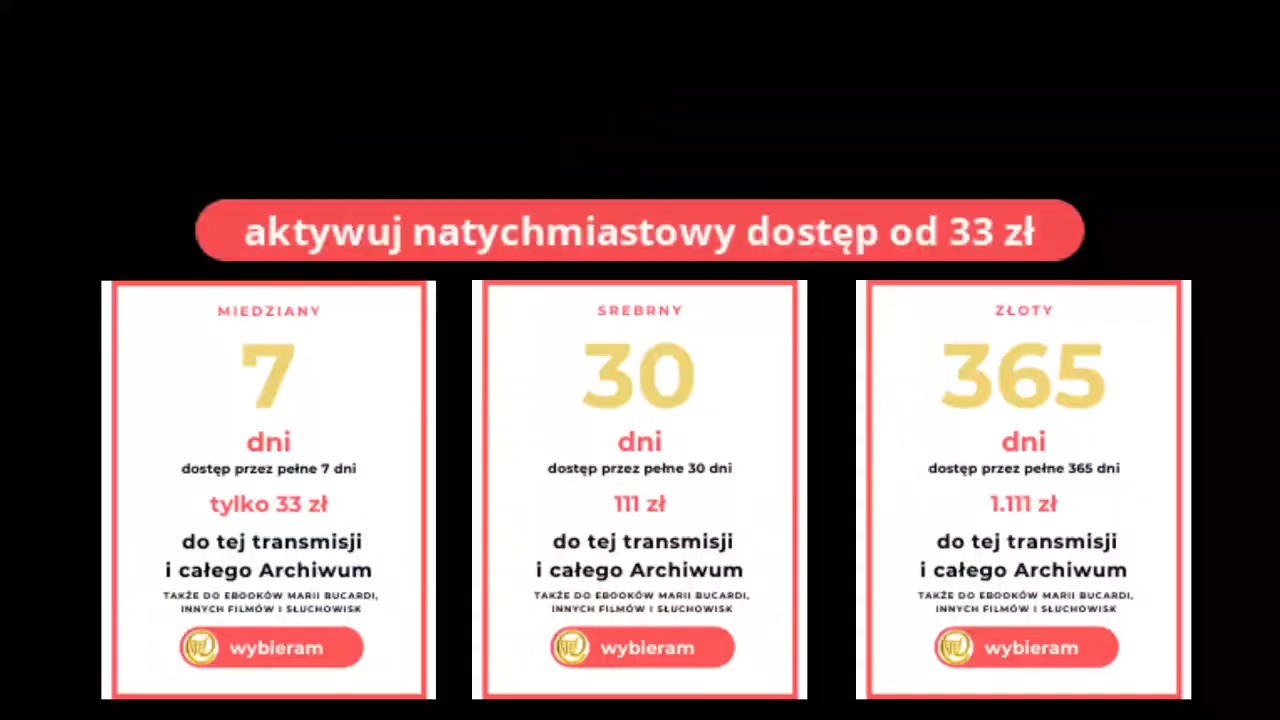 aktywuj natychmiastowy dostęp od 33 zł
MIEDZIANY
7
dni
dostęp przez pełne 7 dni
tylko 33 zł
do tej transmisji
i całego Archiwum
TAKŻE DO EBOOKÓW MARII BUCARDI,
INNYCH FILMÓW I SŁUCHOWISK
wybieram
SREBRNY
30
dni
dostęp przez pełne 30 dni
111 zł
do tej transmisji
i całego Archiwum
TAKŻE DO EBOOKÓW MARII BUCARDI,
INNYCH FILMÓW I SŁUCHOWISK
wybieram
ZŁOTY
365
dni
dostęp przez pełne 365 dni
1.111 zł
do tej transmisji
i całego Archiwum
TAKŻE DO EBOOKÓW MARII BUCARDI,
INNYCH FILMÓW I SŁUCHOWISK
wybieram